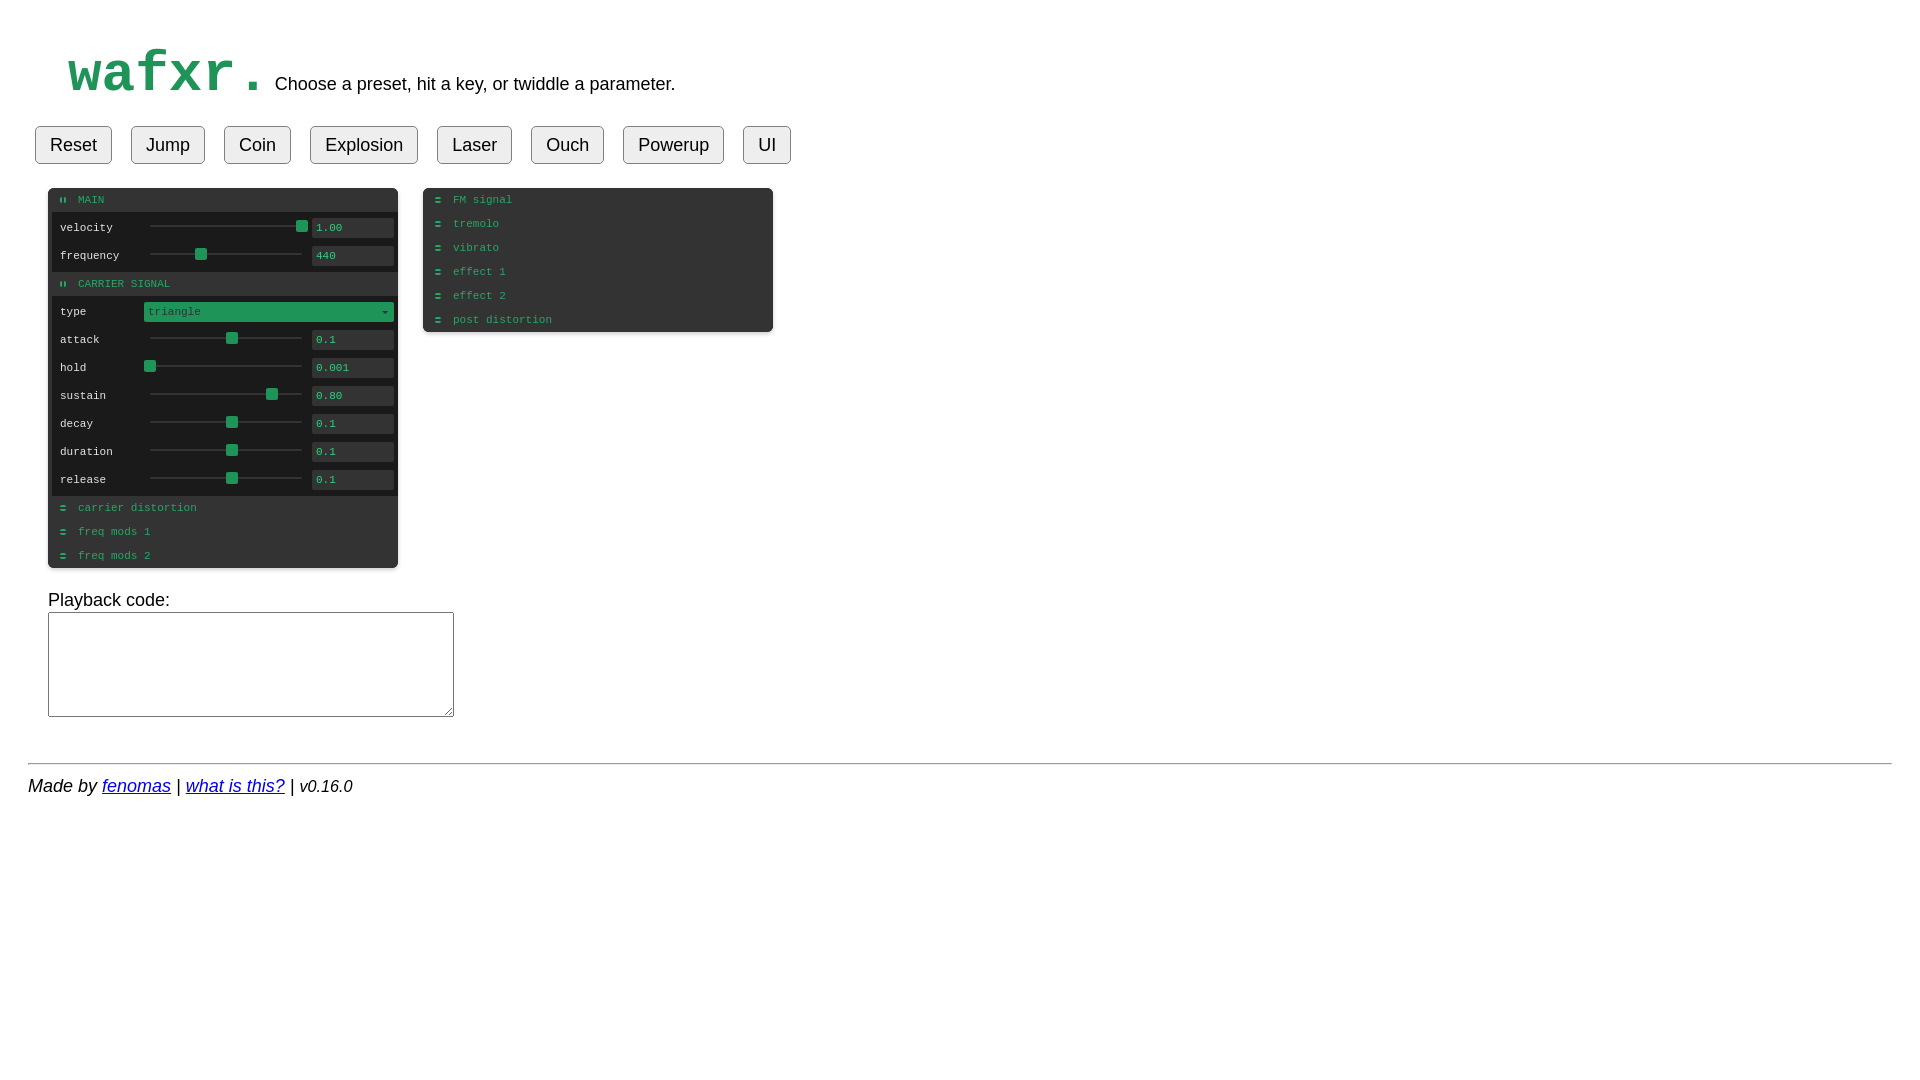 wafxr. Choose a preset, hit a key, or twiddle a parameter.
Reset Jump Coin Explosion Laser Ouch Powerup UI
MAIN
velocity 1.00
frequency 440
CARRIER SIGNAL
type triangle
attack 0.1
hold 0.001
sustain 0.80
decay 0.1
duration 0.1
release 0.1
carrier distortion
freq mods 1
freq mods 2
FM signal
tremolo
vibrato
effect 1
effect 2
post distortion
Playback code:
Made by fenomas | what is this? | v0.16.0